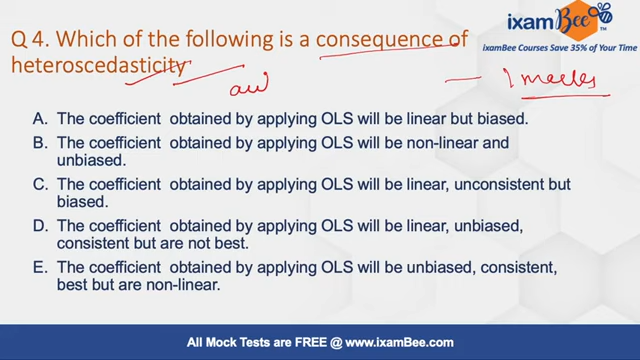 Q 4. Which of the following is a consequence of
heteroscedasticity
ixamBee
TM
ixamBee Courses Save 35% of Your Time
1 marks
A. The coefficient obtained by applying OLS will be linear but biased.
B. The coefficient obtained by applying OLS will be non-linear and
unbiased.
C. The coefficient obtained by applying OLS will be linear, unconsistent but
biased.
D. The coefficient obtained by applying OLS will be linear, unbiased,
consistent but are not best.
E. The coefficient obtained by applying OLS will be unbiased, consistent,
best but are non-linear.
All Mock Tests are FREE @ www.ixamBee.com